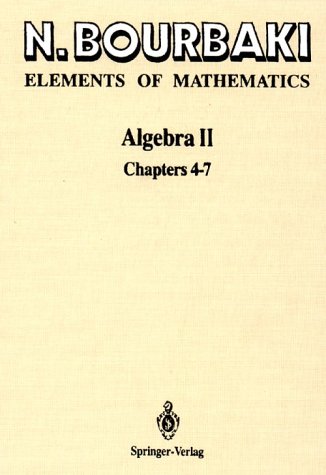 N. BOURBAKI
ELEMENTS OF MATHEMATICS
Algebra II
Chapters 4-7
Springer-Verlag